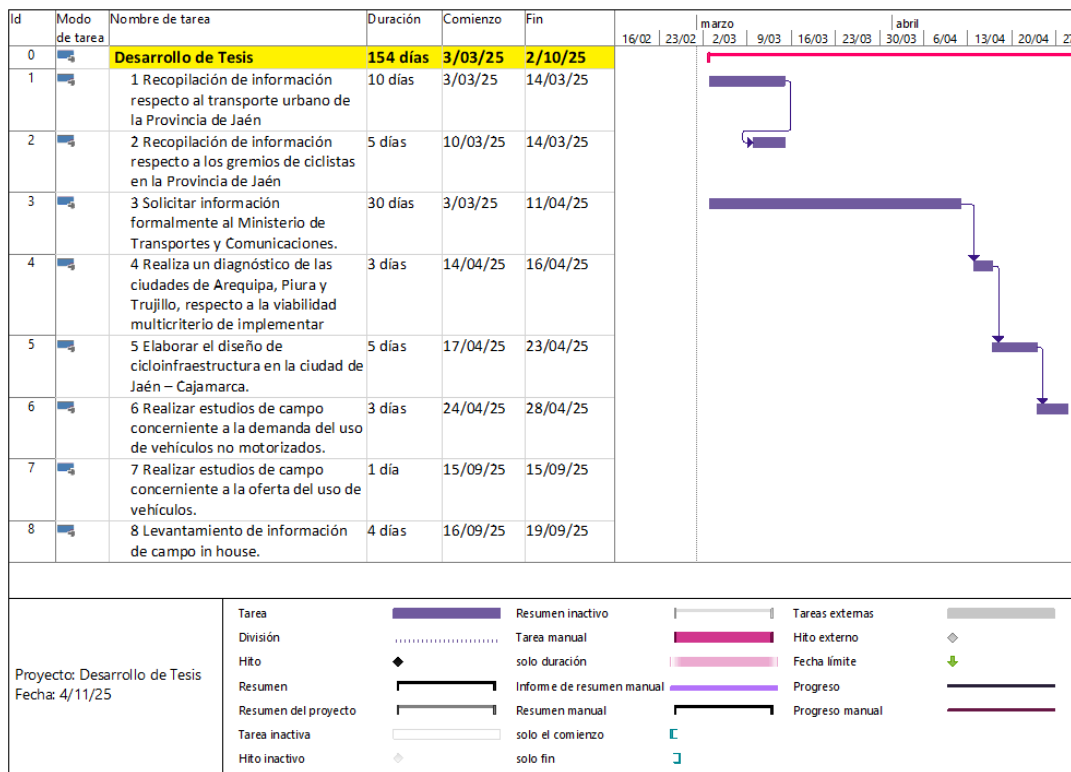 Id Modo de tarea Nombre de tarea Duración Comienzo Fin
marzo abril
16/02 23/02 2/03 9/03 16/03 23/03 30/03 6/04 13/04 20/04
0 Desarrollo de Tesis 154 días 3/03/25 2/10/25
1 1 Recopilación de información 10 días 3/03/25 14/03/25
respecto al transporte urbano de
la Provincia de Jaén
2 2 Recopilación de información 5 días 10/03/25 14/03/25
respecto a los gremios de ciclistas
en la Provincia de Jaén
3 3 Solicitar información 30 días 3/03/25 11/04/25
formalmente al Ministerio de
Transportes y Comunicaciones.
4 4 Realiza un diagnóstico de las 3 días 14/04/25 16/04/25
ciudades de Arequipa, Piura y
Trujillo, respecto a la viabilidad
multicriterio de implementar
5 5 Elaborar el diseño de 5 días 17/04/25 23/04/25
cicloinfraestructura en la ciudad de
Jaén – Cajamarca.
6 6 Realizar estudios de campo 3 días 24/04/25 28/04/25
concerniente a la demanda del uso
de vehículos no motorizados.
7 7 Realizar estudios de campo 1 día 15/09/25 15/09/25
concerniente a la oferta del uso de
vehículos.
8 8 Levantamiento de información 4 días 16/09/25 19/09/25
de campo in house.
Proyecto: Desarrollo de Tesis
Fecha: 4/11/25
Tarea Resumen inactivo Tareas externas
División Tarea manual Hito externo
Hito solo duración Fecha límite
Resumen Informe de resumen manual Progreso
Resumen del proyecto Resumen manual Progreso manual
Tarea inactiva solo el comienzo
Hito inactivo solo fin